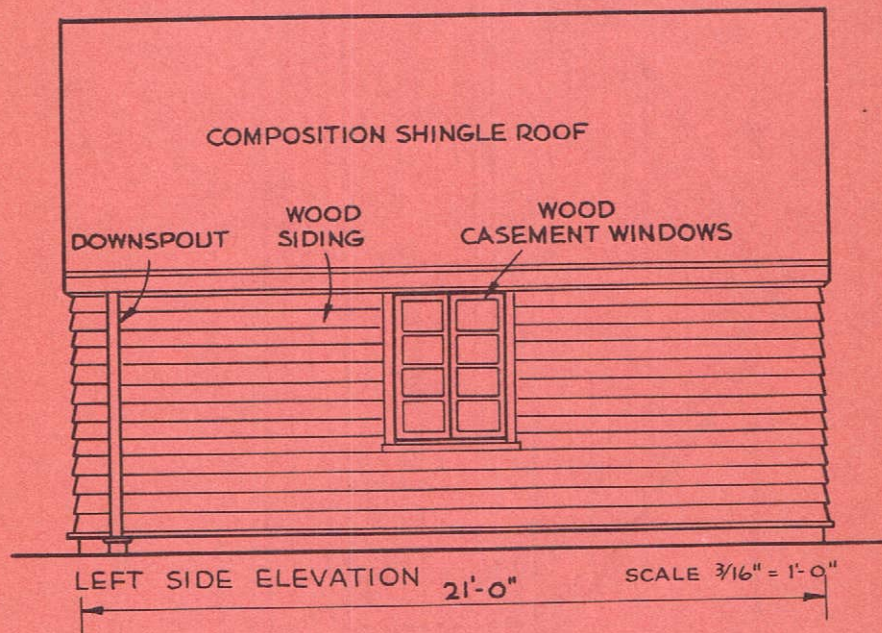 COMPOSITION SHINGLE ROOF
DOWNSPOUT
WOOD
SIDING
WOOD
CASEMENT WINDOWS
LEFT SIDE ELEVATION
21'-0"
SCALE 3/16" = 1'-0"